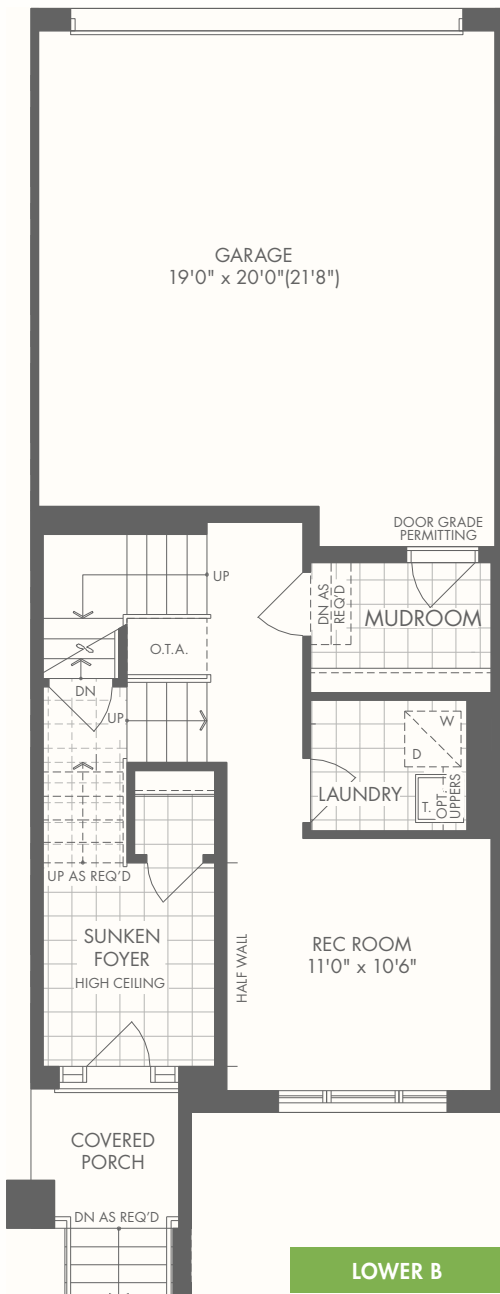 GARAGE
19'0" x 20'0"(21'8")
DOOR GRADE
PERMITTING
UP
DN AS
REQ'D
MUDROOM
O.T.A.
DN
UP
W
D
LAUNDRY
T.
OPT.
UPPERS
UP AS REQ'D
SUNKEN
FOYER
HIGH CEILING
HALF WALL
REC ROOM
11'0" x 10'6"
COVERED
PORCH
DN AS REQ'D
LOWER B